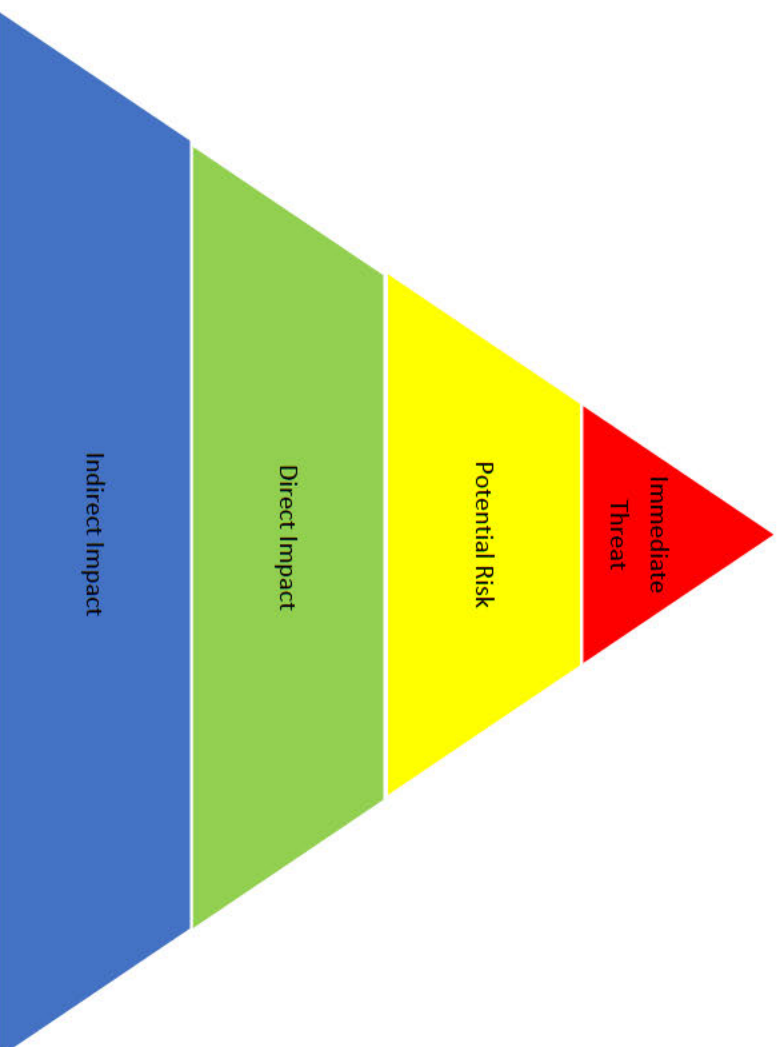 Immediate
Threat
Potential Risk
Direct Impact
Indirect Impact